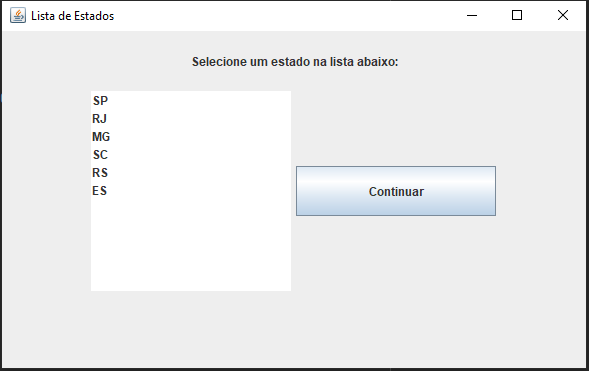 Lista de Estados
Selecione um estado na lista abaixo:
SP
RJ
MG
SC
RS
ES
Continuar